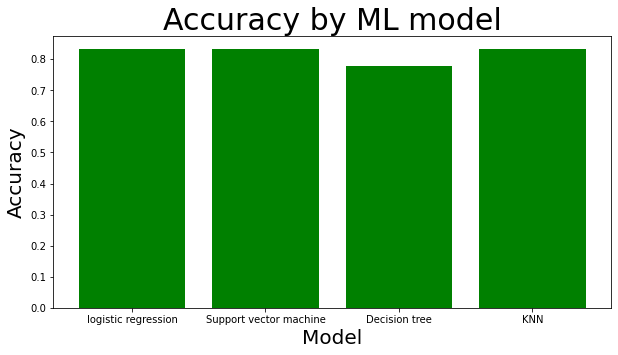 Accuracy by ML model
Accuracy
0.8
0.7
0.6
0.5
0.4
0.3
0.2
0.1
0.0
logistic regression
Support vector machine
Decision tree
KNN
Model